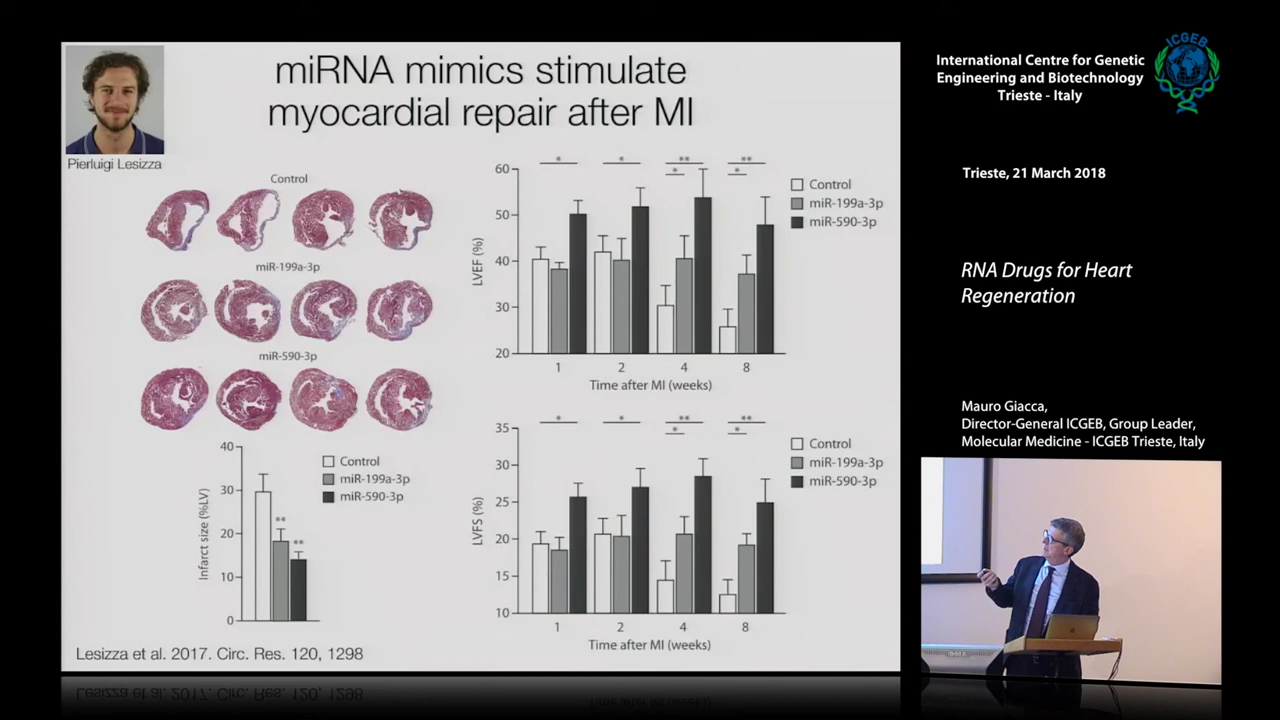 miRNA mimics stimulate
myocardial repair after MI
Pierluigi Lesizza
Control
miR-199a-3p
miR-590-3p
40
30
20
10
0
Infarct size (%LV)
Control
miR-199a-3p
miR-590-3p
**
**
60
50
40
30
20
LVEF (%)
*
*
**
*
**
*
Control
miR-199a-3p
miR-590-3p
1
2
4
8
Time after MI (weeks)
35
30
25
20
15
10
LVFS (%)
*
*
**
*
**
*
Control
miR-199a-3p
miR-590-3p
1
2
4
8
Time after MI (weeks)
Lesizza et al. 2017. Circ. Res. 120, 1298
International Centre for Genetic
Engineering and Biotechnology
Trieste - Italy
ICGEB
Trieste, 21 March 2018
RNA Drugs for Heart
Regeneration
Mauro Giacca,
Director-General ICGEB, Group Leader,
Molecular Medicine - ICGEB Trieste, Italy